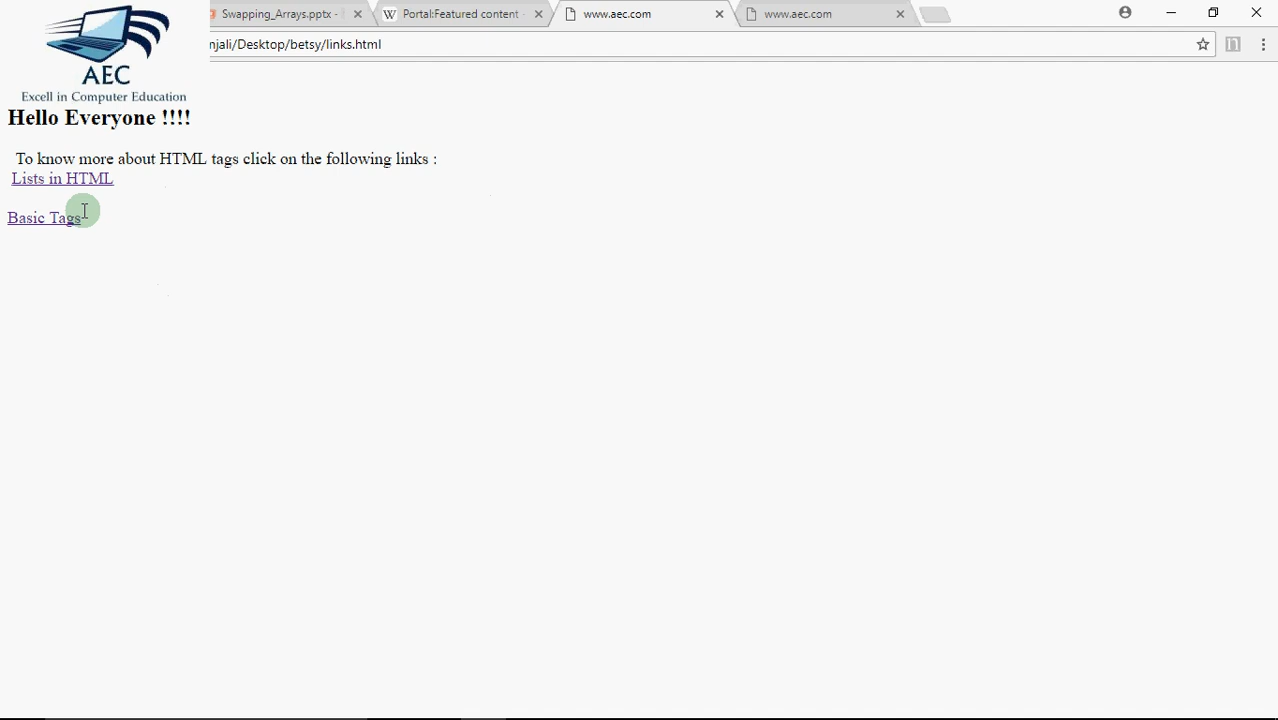 Swapping_Arrays.pptx -
Portal:Featured content -
www.aec.com
www.aec.com
njali/Desktop/betsy/links.html
AEC
Excell in Computer Education
Hello Everyone !!!!
To know more about HTML tags click on the following links :
Lists in HTML
Basic Tags